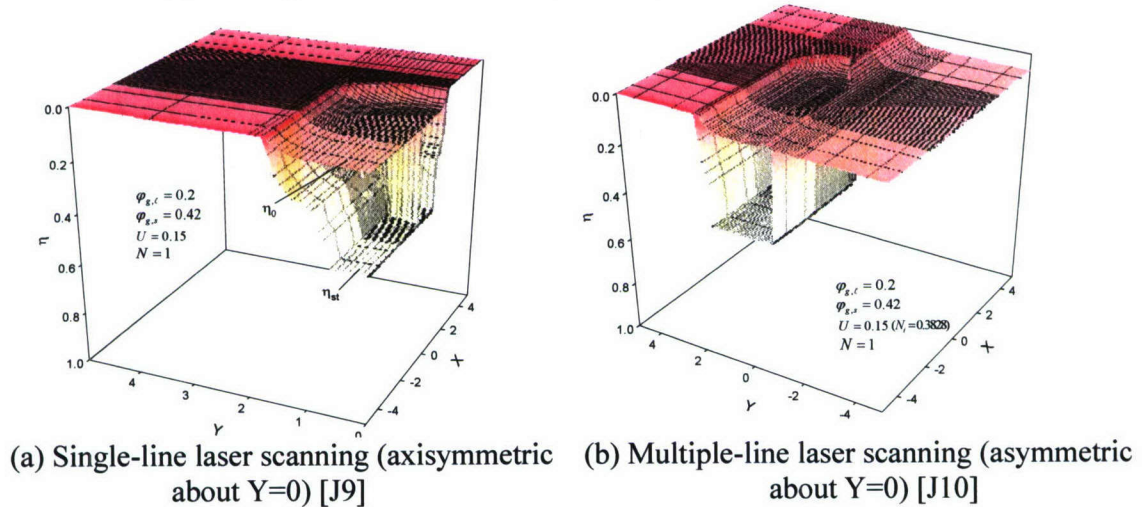 0.0
0.2
0.4
0.6
0.8
1.0
η
φg,ℓ = 0.2
φg,s = 0.42
U = 0.15
N = 1
η0
ηst
4
3
2
1
0
Y
4
2
0
-2
-4
X
0.0
0.2
0.4
0.6
0.8
1.0
η
φg,ℓ = 0.2
φg,s = 0.42
U = 0.15 (Ni = 0.3828)
N = 1
4
2
0
-2
-4
Y
4
2
0
-2
-4
X
(a) Single-line laser scanning (axisymmetric
about Y=0) [J9]
(b) Multiple-line laser scanning (asymmetric
about Y=0) [J10]